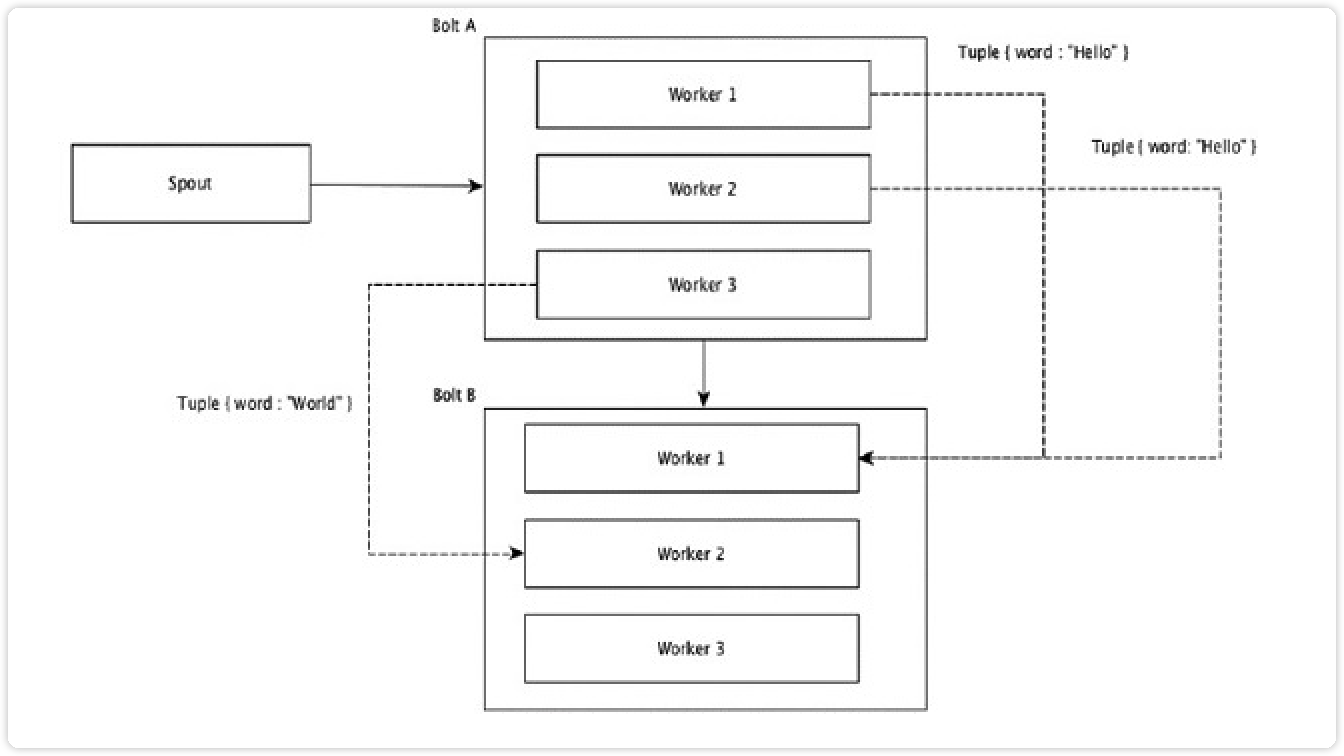 Bolt A
Tuple { word : "Hello" }
Worker 1
Tuple { word: "Hello" }
Spout
Worker 2
Worker 3
Tuple { word : "World" }
Bolt B
Worker 1
Worker 2
Worker 3